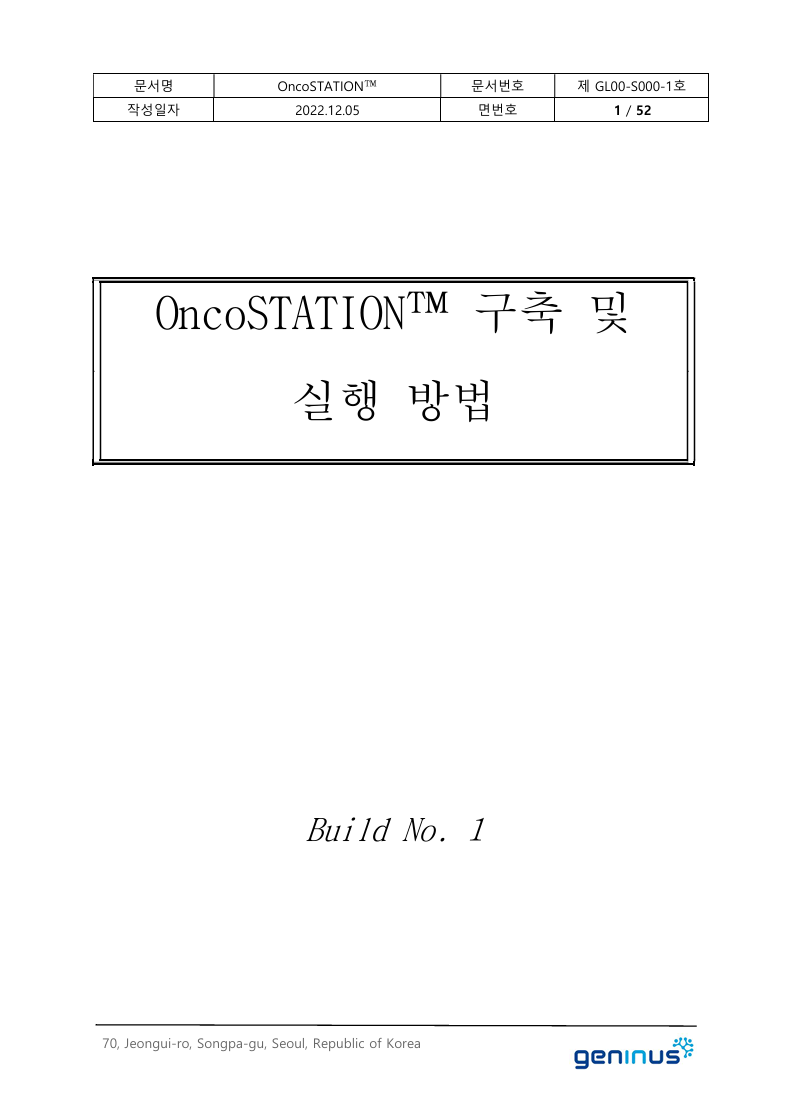 문서명 OncoSTATION™ 문서번호 제 GL00-S000-1호
작성일자 2022.12.05 면번호 1 / 52
OncoSTATION™ 구축 및
실행 방법
Build No. 1
70, Jeongui-ro, Songpa-gu, Seoul, Republic of Korea
geninus